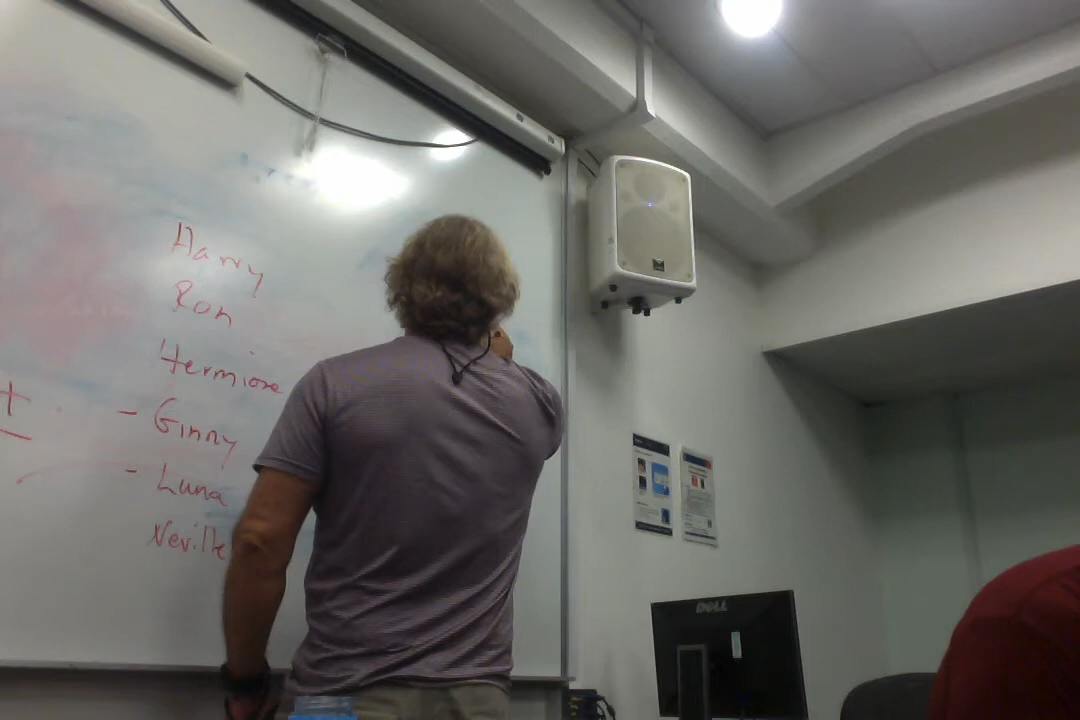 Harry
Ron
Hermione
+ - Ginny
- Luna
Neville
DELL